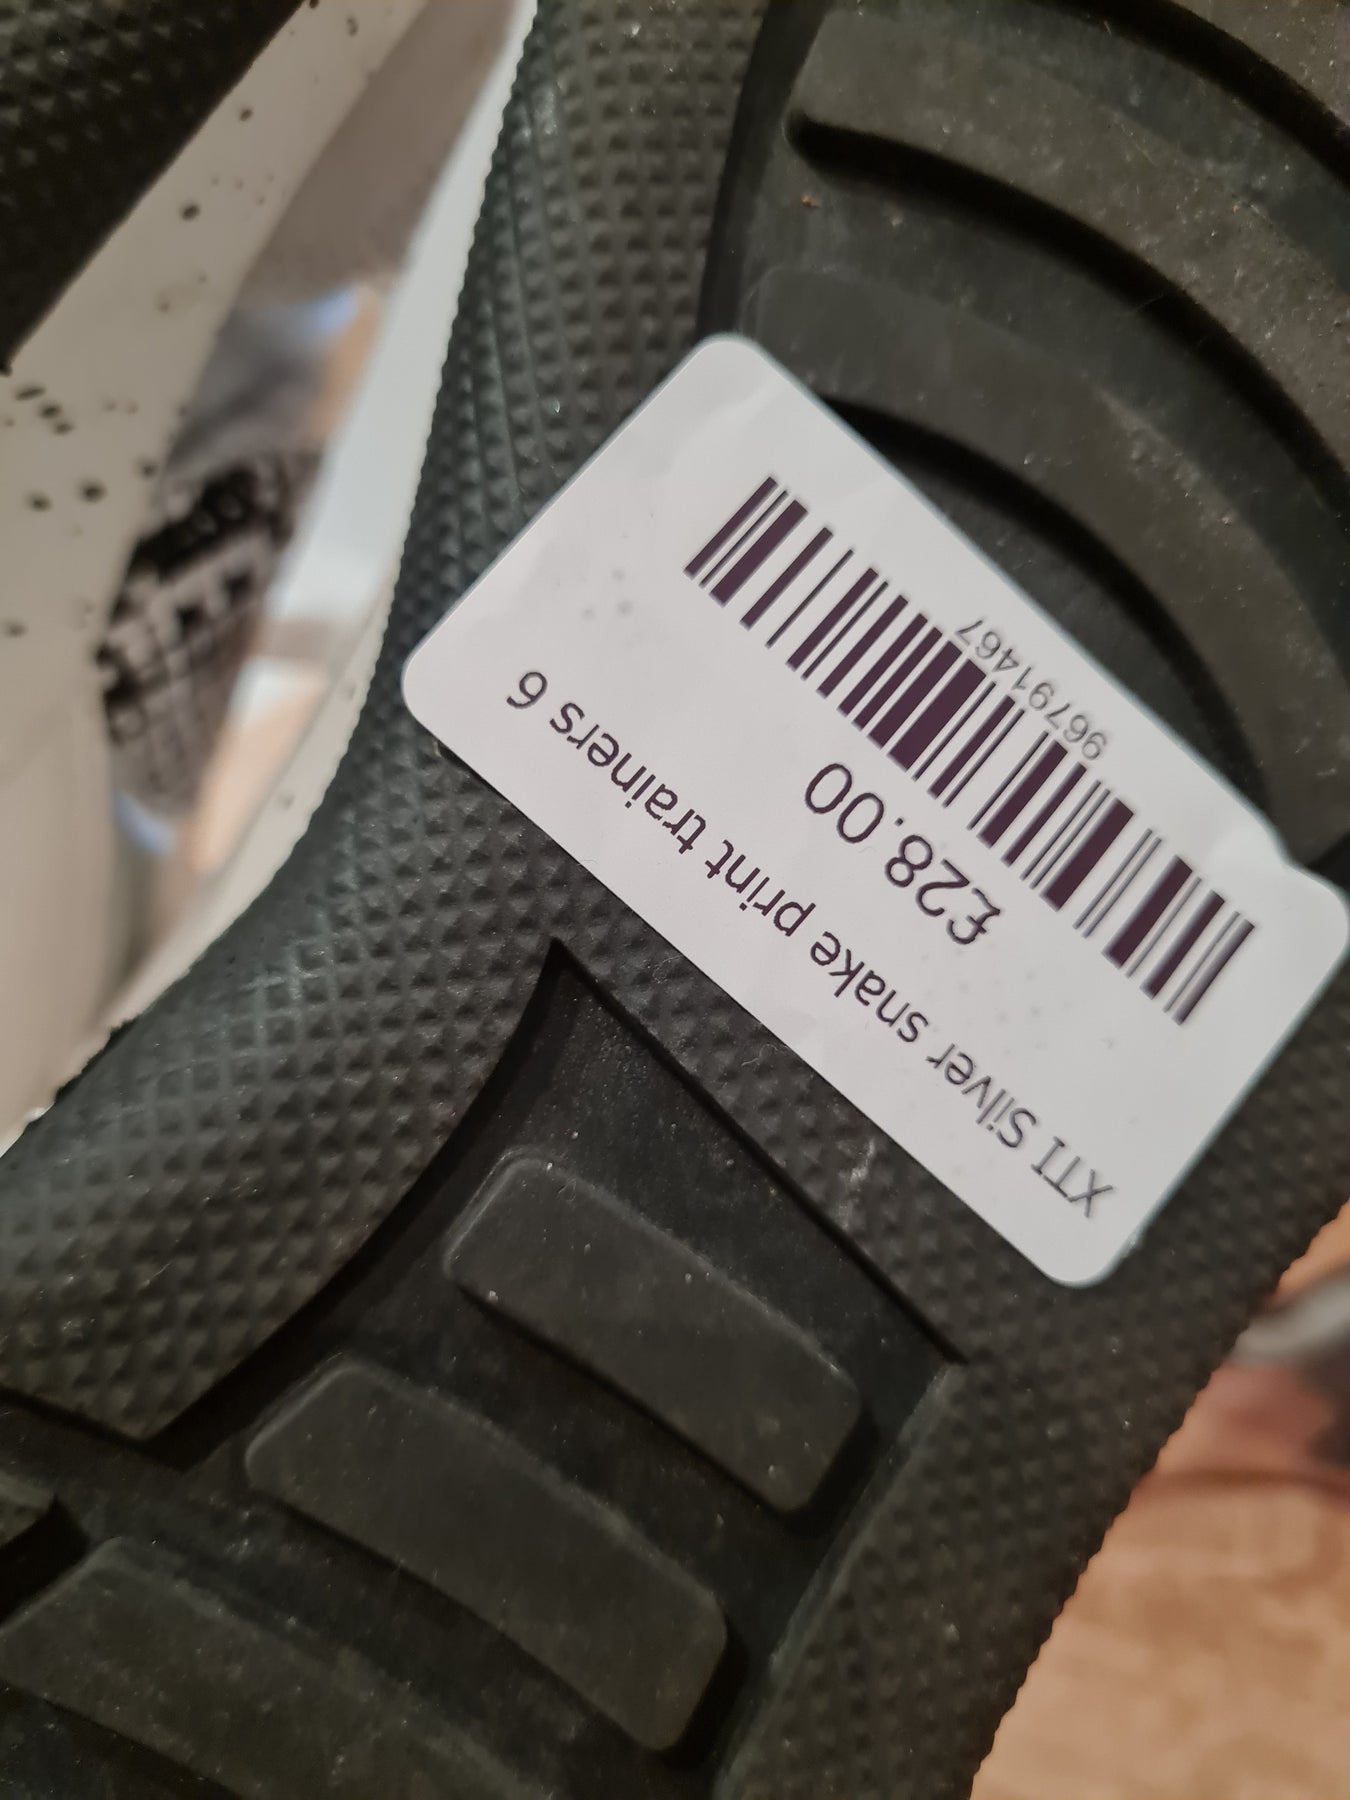 XTI Silver snake print trainers 6
£28.00
96791467